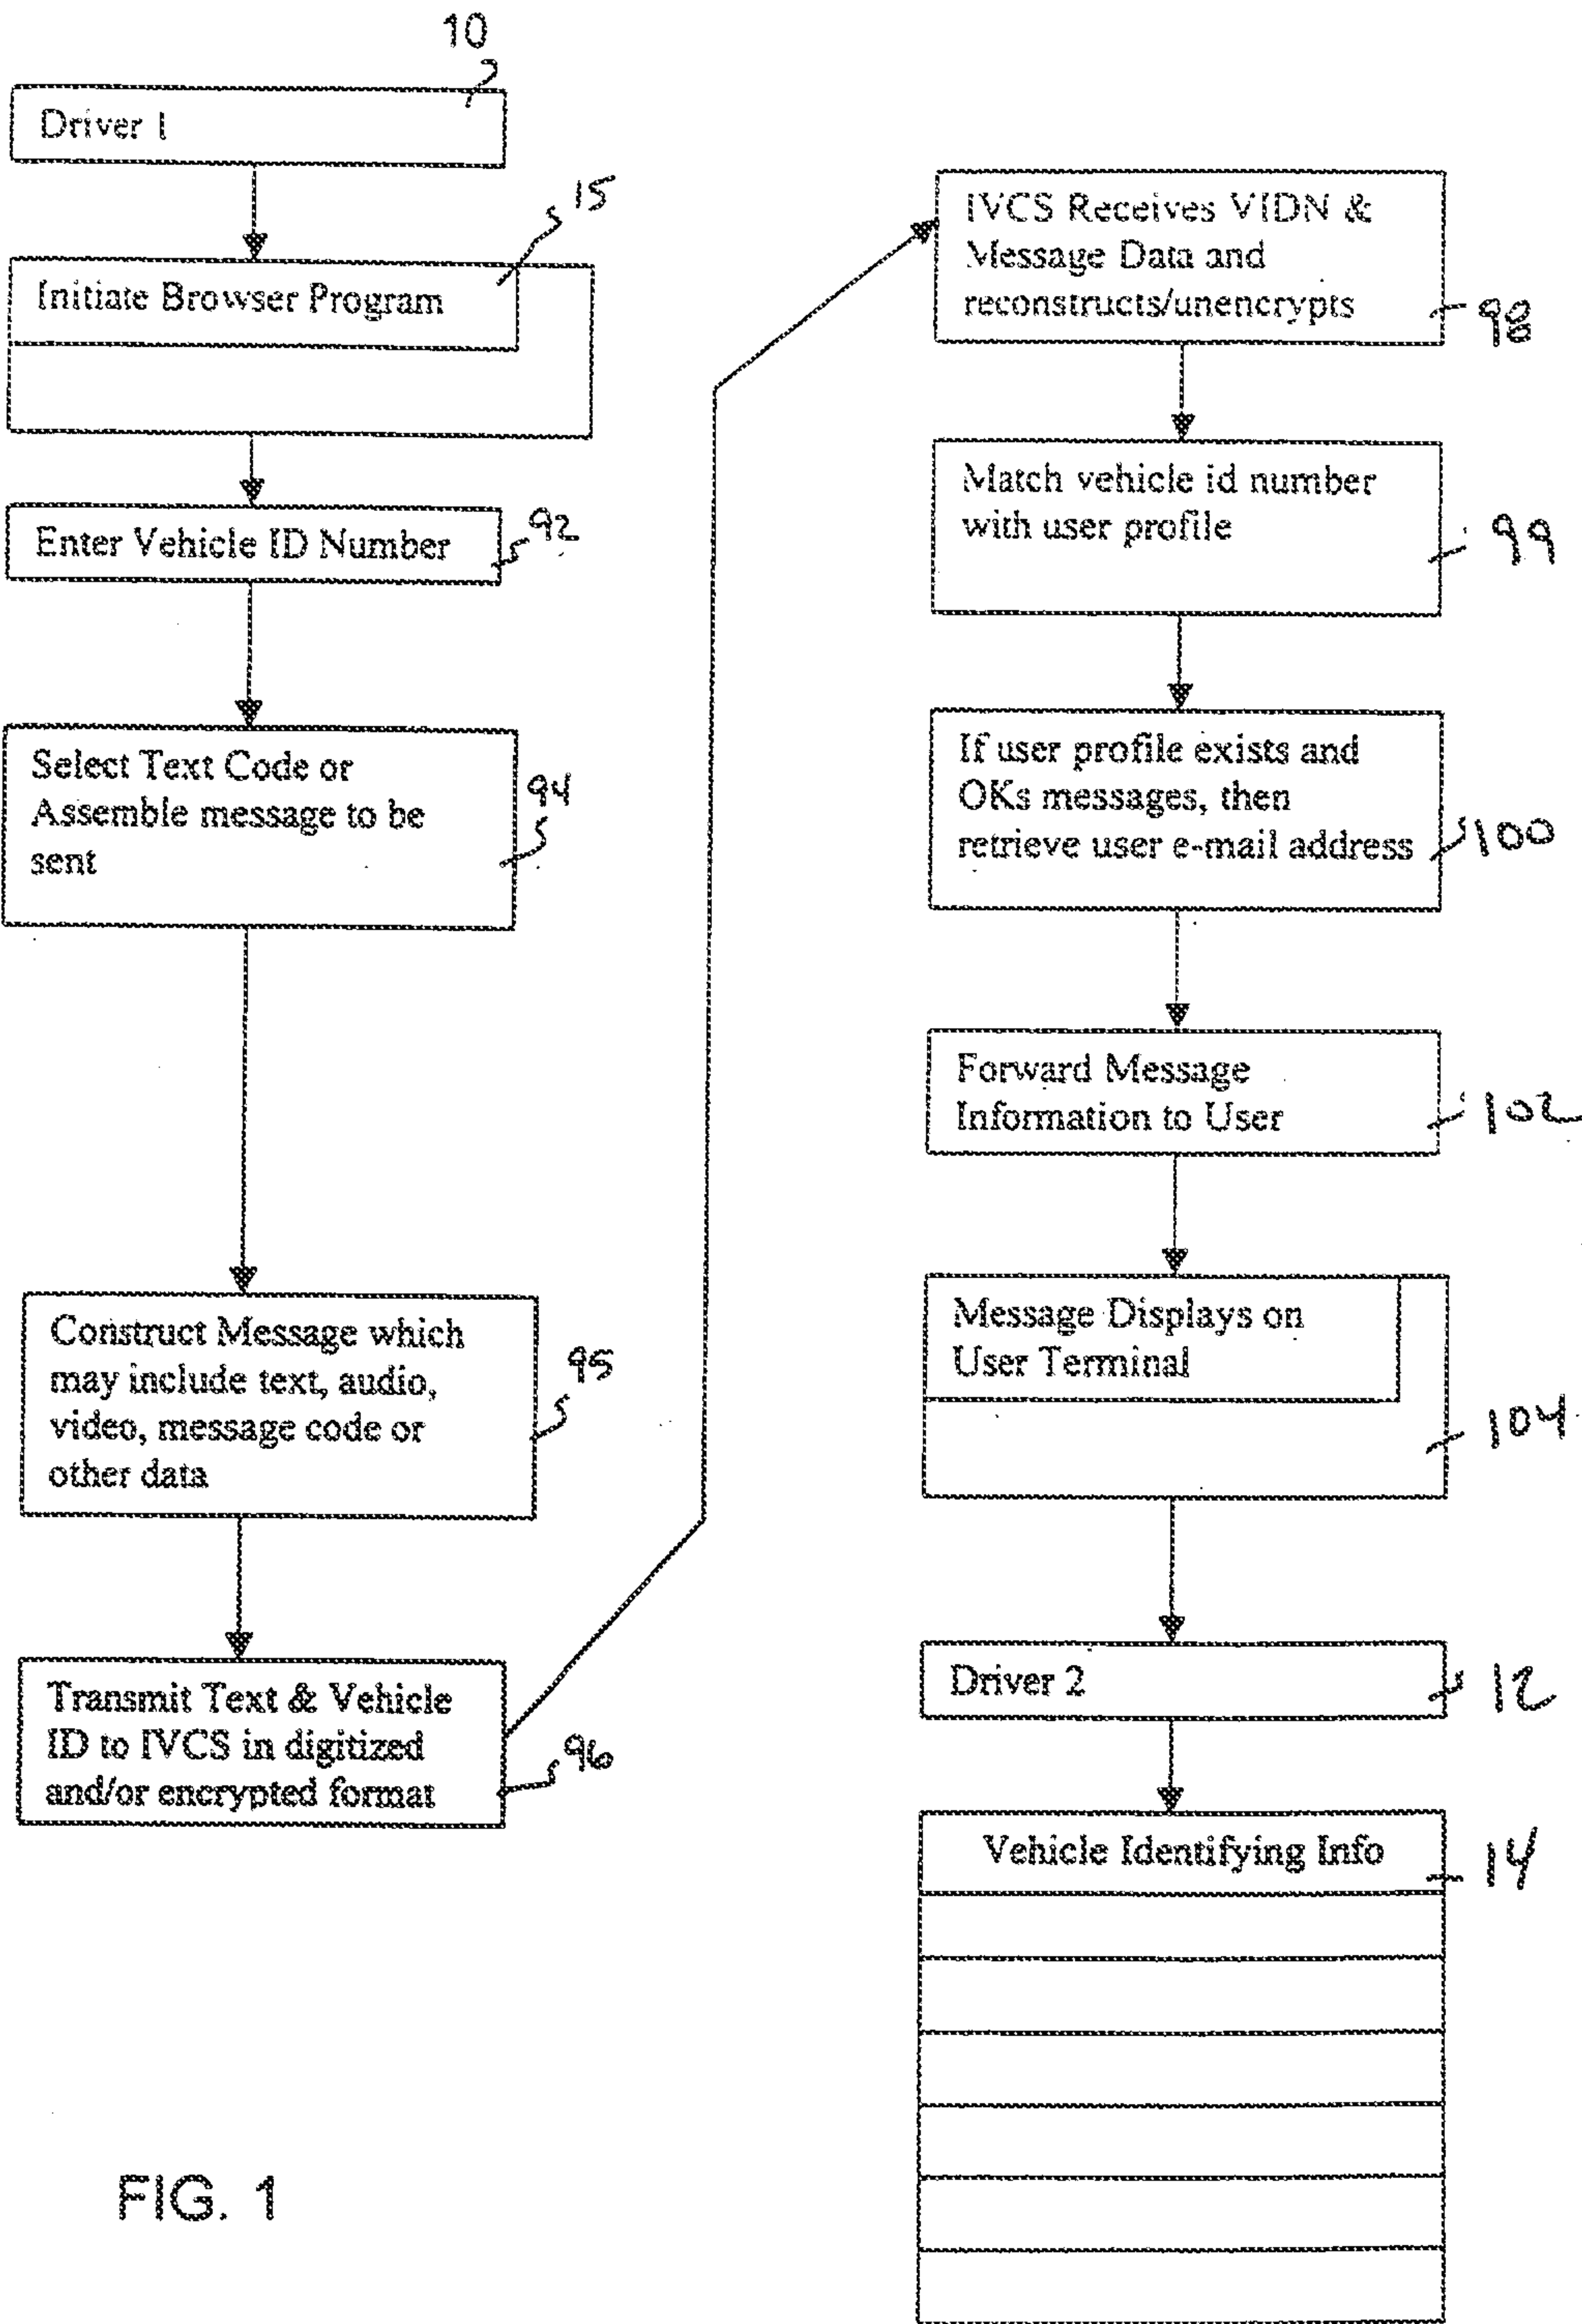 10
Driver 1
15
Initiate Browser Program
Enter Vehicle ID Number
92
Select Text Code or
Assemble message to be
sent
94
Construct Message which
may include text, audio,
video, message code or
other data
95
Transmit Text & Vehicle
ID to IVCS in digitized
and/or encrypted format
96
IVCS Receives VIDN &
Message Data and
reconstructs/unencrypts
98
Match vehicle id number
with user profile
99
If user profile exists and
OKs messages, then
retrieve user e-mail address
100
Forward Message
Information to User
102
Message Displays on
User Terminal
104
Driver 2
12
Vehicle Identifying Info
14
FIG. 1